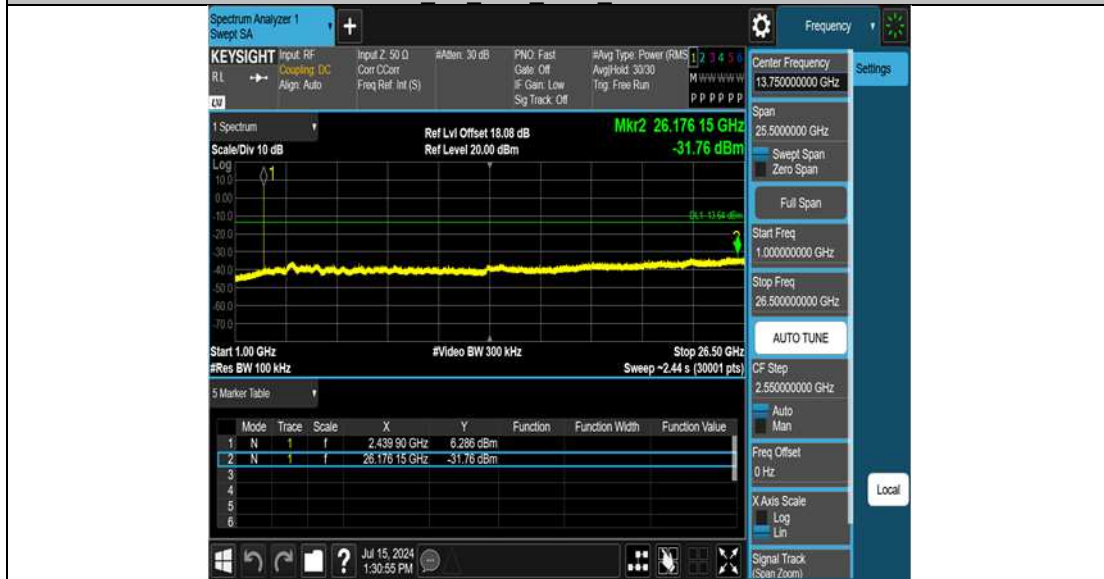 Spectrum Analyzer 1
Swept SA
+
Frequency
KEYSIGHT
RL
Input: RF
Coupling: DC
Align: Auto
Input Z: 50 Ω
Corr CCorr
Freq Ref: Int (S)
#Atten: 30 dB
PNO: Fast
Gate: Off
IF Gain: Low
Sig Track: Off
#Avg Type: Power (RMS
Avg|Hold: 30/30
Trig: Free Run
1 2 3 4 5 6
M W W W W W
P P P P P P
Center Frequency
13.750000000 GHz
Settings
1 Spectrum
Scale/Div 10 dB
Ref Lvl Offset 18.08 dB
Ref Level 20.00 dBm
Mkr2 26.176 15 GHz
-31.76 dBm
Span
25.5000000 GHz
Swept Span
Zero Span
Log
10.0
0.00
-10.0
-20.0
-30.0
-40.0
-50.0
-60.0
-70.0
1
DL1 -13.64 dBm
2
Full Span
Start Freq
1.000000000 GHz
Stop Freq
26.500000000 GHz
AUTO TUNE
Start 1.00 GHz
#Res BW 100 kHz
#Video BW 300 kHz
Stop 26.50 GHz
Sweep ~2.44 s (30001 pts)
CF Step
2.550000000 GHz
Auto
Man
5 Marker Table
Mode Trace Scale X Y Function Function Width Function Value
1 N 1 f 2.439 90 GHz 6.286 dBm
2 N 1 f 26.176 15 GHz -31.76 dBm
3
4
5
6
Freq Offset
0 Hz
X Axis Scale
Log
Lin
Local
Signal Track
(Span Zoom)
?
Jul 15, 2024
1:30:55 PM